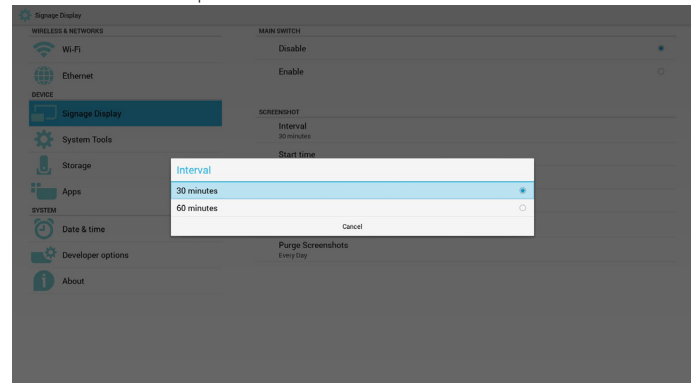 Signage Display
WIRELESS & NETWORKS
Wi-Fi
Ethernet
DEVICE
Signage Display
System Tools
Storage
Apps
SYSTEM
Date & time
Developer options
About
MAIN SWITCH
Disable
Enable
SCREENSHOT
Interval
30 minutes
Start time
Interval
30 minutes
60 minutes
Cancel
Purge Screenshots
Every Day